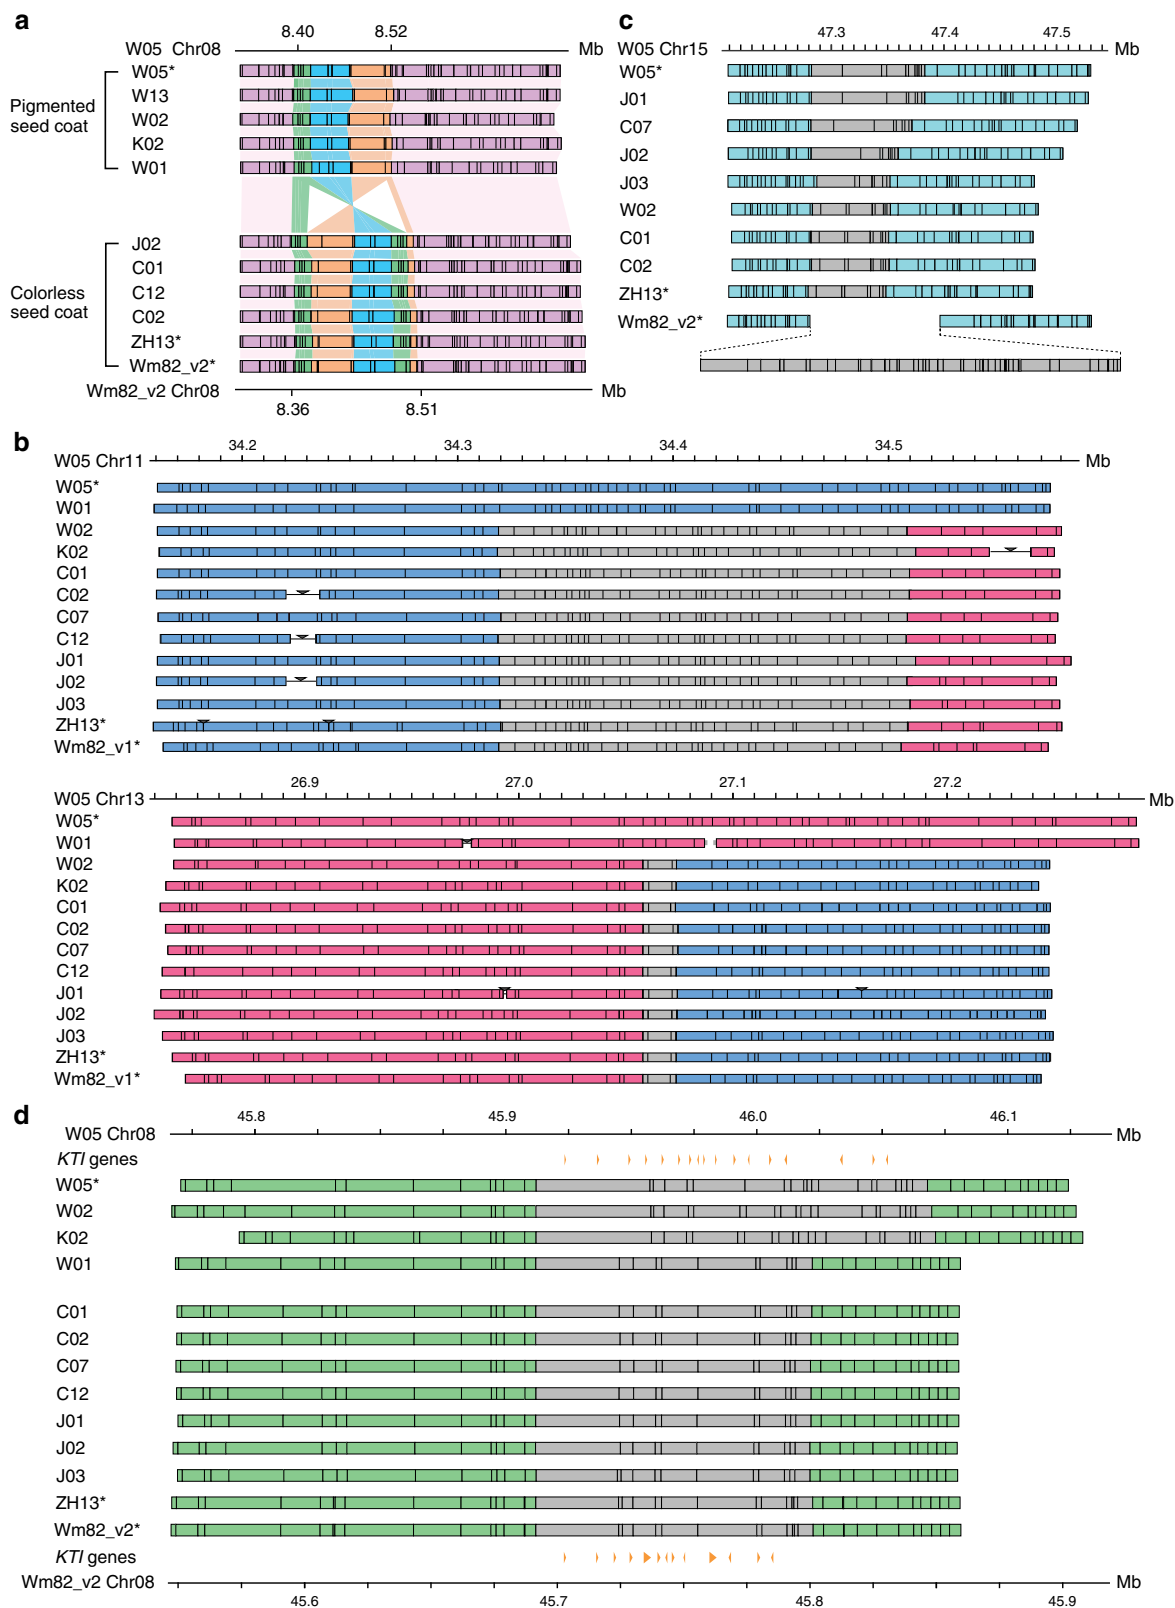 a
8.40 8.52
W05 Chr08 Mb
Pigmented
seed coat
W05*
W13
W02
K02
W01
Colorless
seed coat
J02
C01
C12
C02
ZH13*
Wm82_v2*
Wm82_v2 Chr08 Mb
8.36 8.51
c
47.3 47.4 47.5
W05 Chr15 Mb
W05*
J01
C07
J02
J03
W02
C01
C02
ZH13*
Wm82_v2*
b
34.2 34.3 34.4 34.5
W05 Chr11 Mb
W05*
W01
W02
K02
C01
C02
C07
C12
J01
J02
J03
ZH13*
Wm82_v1*
26.9 27.0 27.1 27.2
W05 Chr13 Mb
W05*
W01
W02
K02
C01
C02
C07
C12
J01
J02
J03
ZH13*
Wm82_v1*
d
45.8 45.9 46.0 46.1
W05 Chr08 Mb
KTI genes
W05*
W02
K02
W01
C01
C02
C07
C12
J01
J02
J03
ZH13*
Wm82_v2*
KTI genes
Wm82_v2 Chr08 Mb
45.6 45.7 45.8 45.9